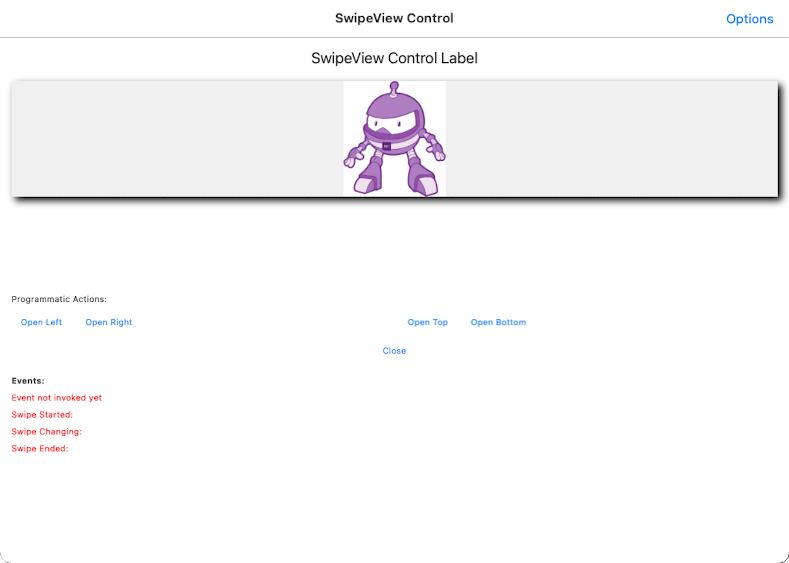 SwipeView Control
Options
SwipeView Control Label
Programmatic Actions:
Open Left
Open Right
Open Top
Open Bottom
Close
Events:
Event not invoked yet
Swipe Started:
Swipe Changing:
Swipe Ended: